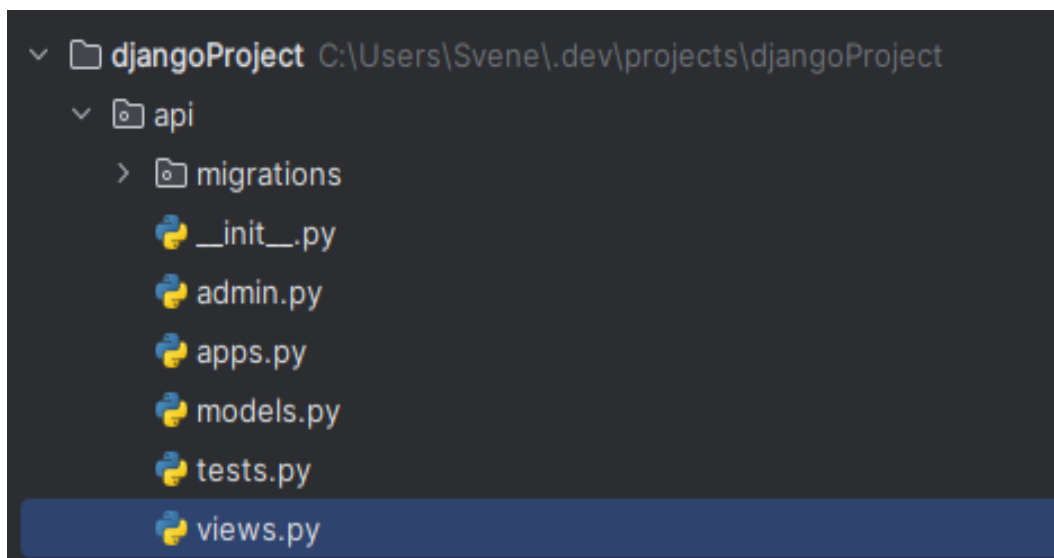 djangoProject C:\Users\Svene\.dev\projects\djangoProject
api
migrations
__init__.py
admin.py
apps.py
models.py
tests.py
views.py